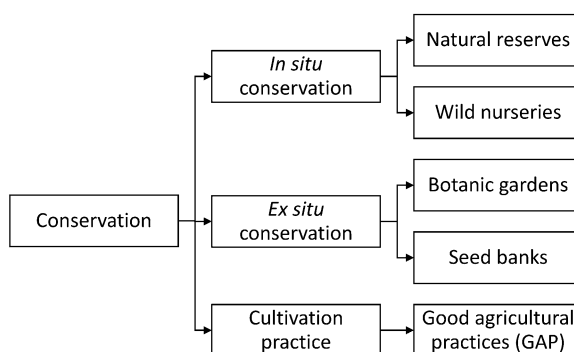 Conservation
In situ
conservation
Natural reserves
Wild nurseries
Ex situ
conservation
Botanic gardens
Seed banks
Cultivation
practice
Good agricultural
practices (GAP)